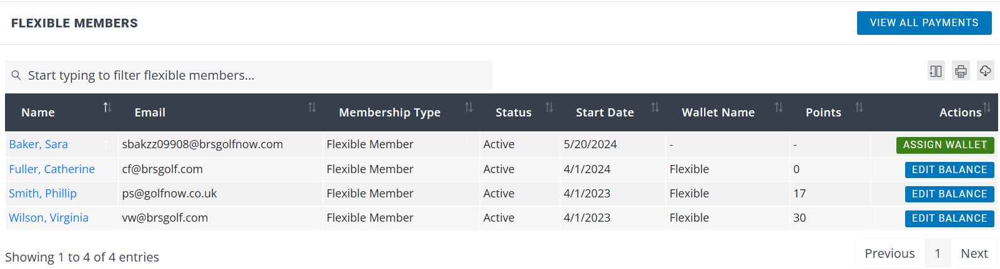 FLEXIBLE MEMBERS VIEW ALL PAYMENTS
Start typing to filter flexible members...
Name Email Membership Type Status Start Date Wallet Name Points Actions
Baker, Sara sbakzz09908@brsgolfnow.com Flexible Member Active 5/20/2024 - - ASSIGN WALLET
Fuller, Catherine cf@brsgolf.com Flexible Member Active 4/1/2024 Flexible 0 EDIT BALANCE
Smith, Phillip ps@golfnow.co.uk Flexible Member Active 4/1/2023 Flexible 17 EDIT BALANCE
Wilson, Virginia vw@brsgolf.com Flexible Member Active 4/1/2023 Flexible 30 EDIT BALANCE
Showing 1 to 4 of 4 entries Previous 1 Next